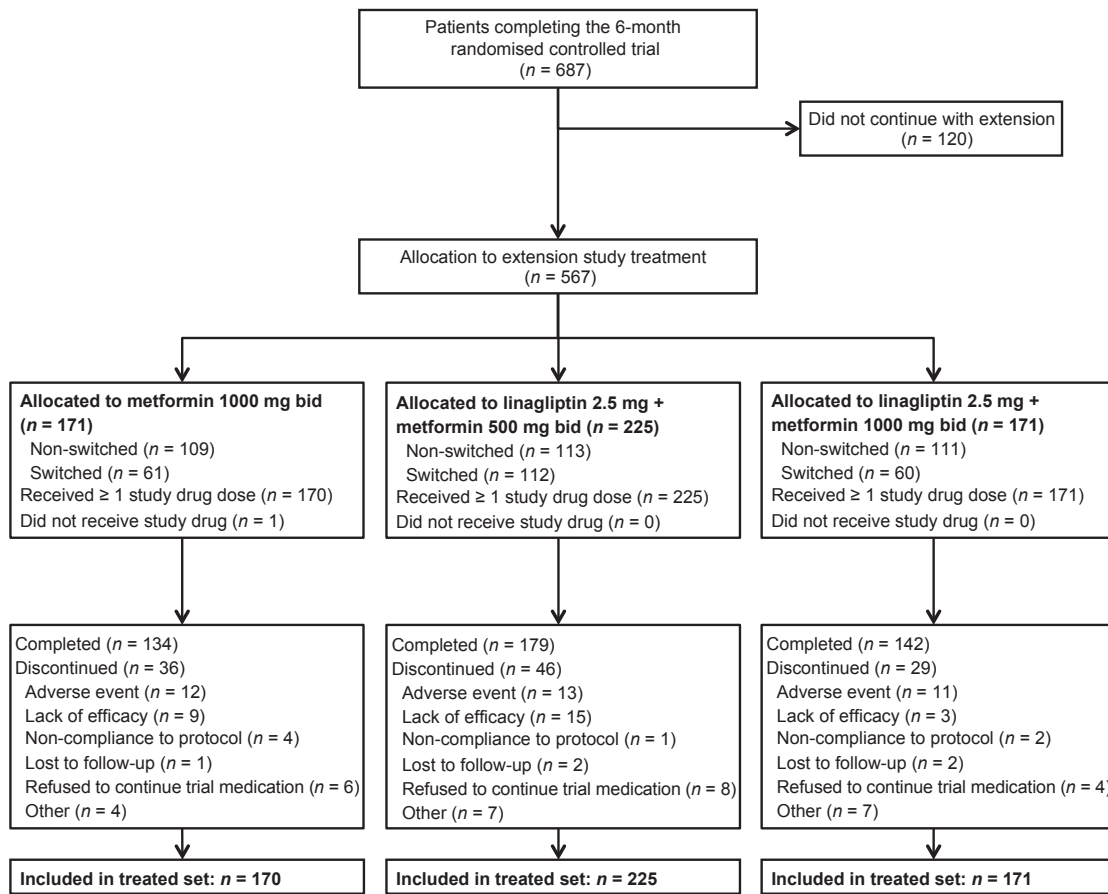 Patients completing the 6-month
randomised controlled trial
(n = 687)
Did not continue with extension
(n = 120)
Allocation to extension study treatment
(n = 567)
Allocated to metformin 1000 mg bid
(n = 171)
Non-switched (n = 109)
Switched (n = 61)
Received ≥ 1 study drug dose (n = 170)
Did not receive study drug (n = 1)
Allocated to linagliptin 2.5 mg +
metformin 500 mg bid (n = 225)
Non-switched (n = 113)
Switched (n = 112)
Received ≥ 1 study drug dose (n = 225)
Did not receive study drug (n = 0)
Allocated to linagliptin 2.5 mg +
metformin 1000 mg bid (n = 171)
Non-switched (n = 111)
Switched (n = 60)
Received ≥ 1 study drug dose (n = 171)
Did not receive study drug (n = 0)
Completed (n = 134)
Discontinued (n = 36)
Adverse event (n = 12)
Lack of efficacy (n = 9)
Non-compliance to protocol (n = 4)
Lost to follow-up (n = 1)
Refused to continue trial medication (n = 6)
Other (n = 4)
Completed (n = 179)
Discontinued (n = 46)
Adverse event (n = 13)
Lack of efficacy (n = 15)
Non-compliance to protocol (n = 1)
Lost to follow-up (n = 2)
Refused to continue trial medication (n = 8)
Other (n = 7)
Completed (n = 142)
Discontinued (n = 29)
Adverse event (n = 11)
Lack of efficacy (n = 3)
Non-compliance to protocol (n = 2)
Lost to follow-up (n = 2)
Refused to continue trial medication (n = 4)
Other (n = 7)
Included in treated set: n = 170
Included in treated set: n = 225
Included in treated set: n = 171